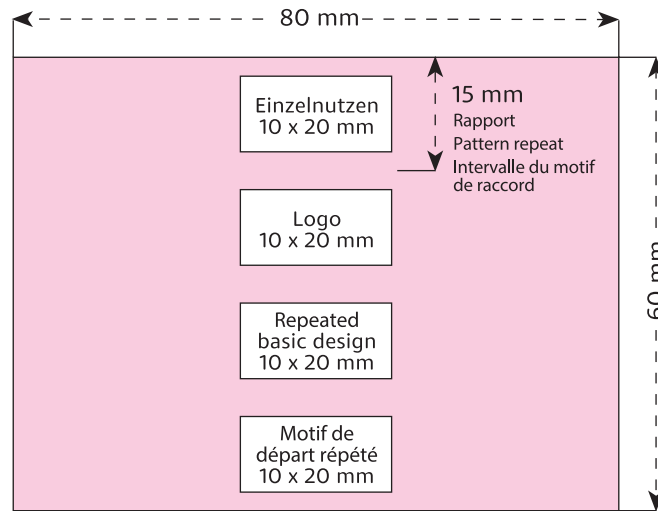 80 mm
Einzelnutzen
10 x 20 mm
15 mm
Rapport
Pattern repeat
Intervalle du motif
de raccord
Logo
10 x 20 mm
60 mm
Repeated
basic design
10 x 20 mm
Motif de
départ répété
10 x 20 mm